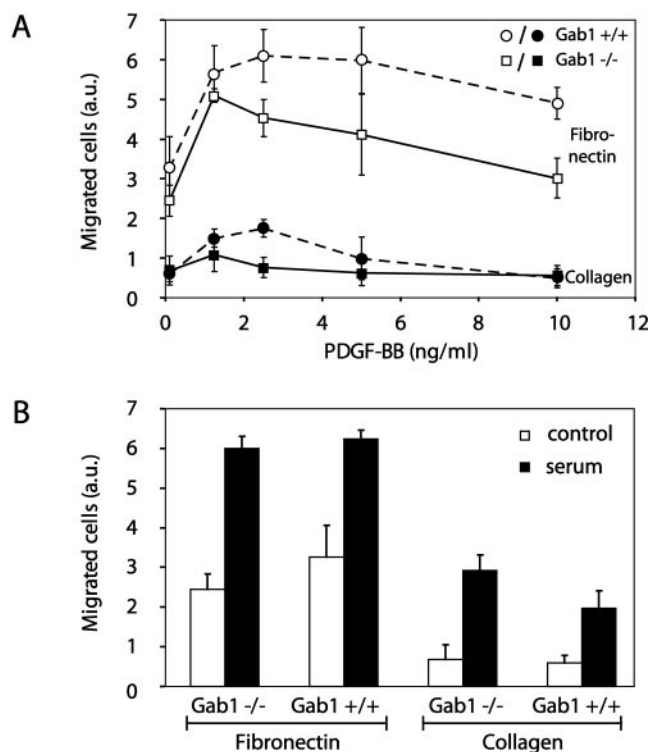 A
○ / ● Gab1 +/+
□ / ■ Gab1 -/-
7
6
5
4
3
2
1
0
Migrated cells (a.u.)
Fibro-
nectin
Collagen
0 2 4 6 8 10 12
PDGF-BB (ng/ml)
B
7
6
5
4
3
2
1
0
Migrated cells (a.u.)
control
serum
Gab1 -/- Gab1 +/+ Gab1 -/- Gab1 +/+
Fibronectin Collagen